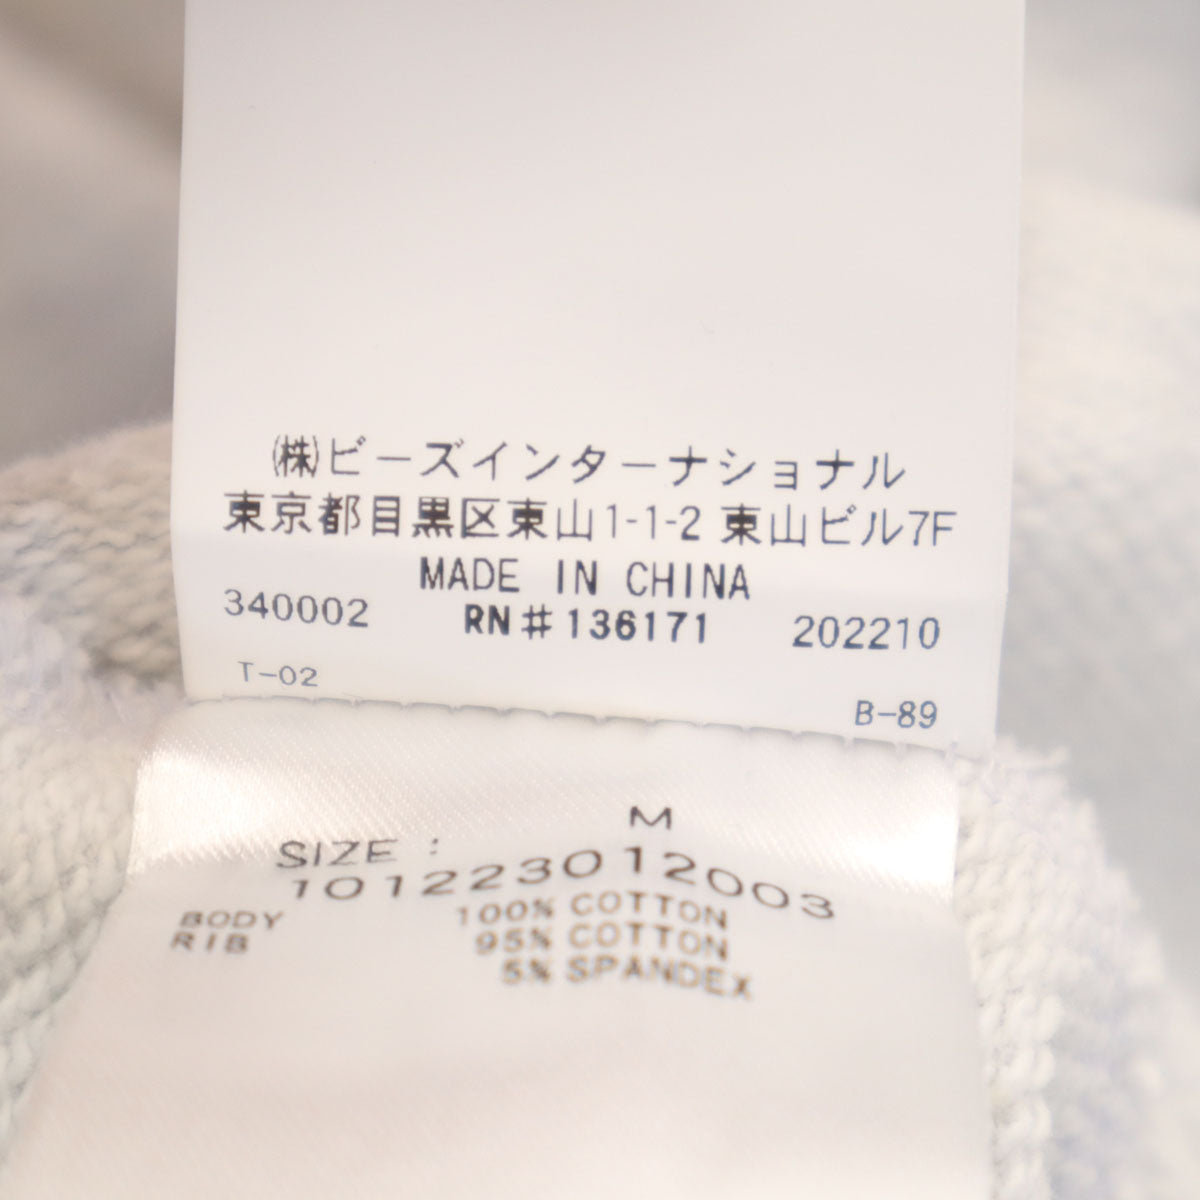 ㈱ビーズインターナショナル
東京都目黒区東山1-1-2 東山ビル7F
MADE IN CHINA
340002 RN#136171 202210
T-02 B-89
SIZE : M
101223012003
BODY 100% COTTON
RIB 95% COTTON
5% SPANDEX